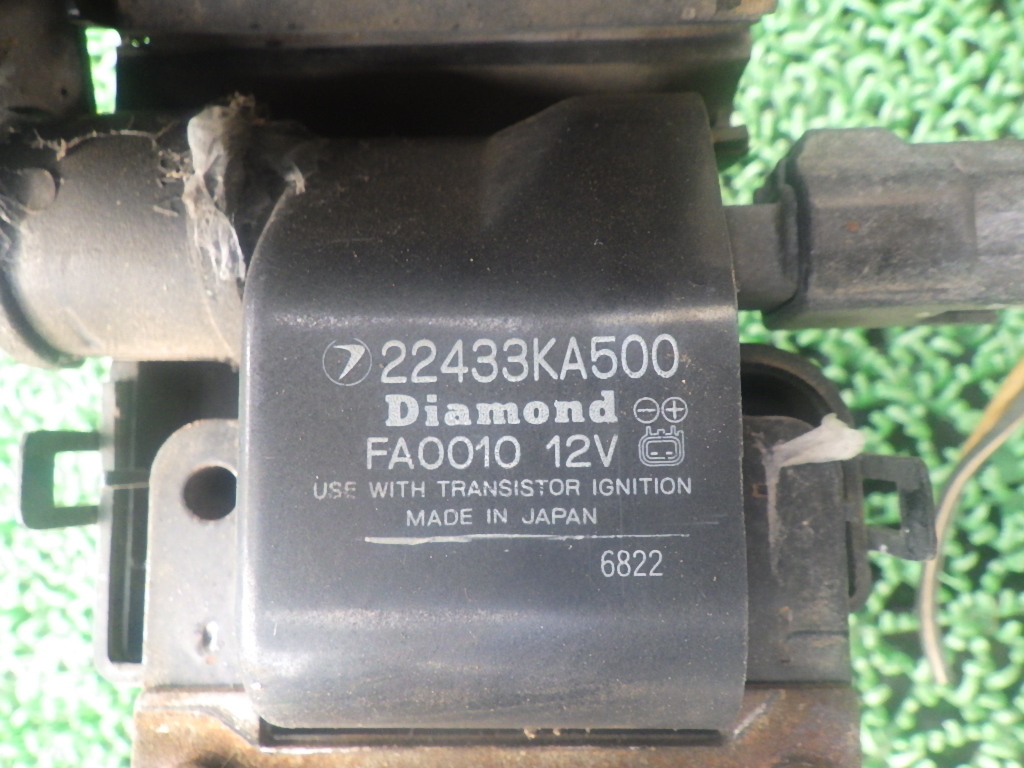 22433KA500
Diamond
FA0010 12V
USE WITH TRANSISTOR IGNITION
MADE IN JAPAN
6822